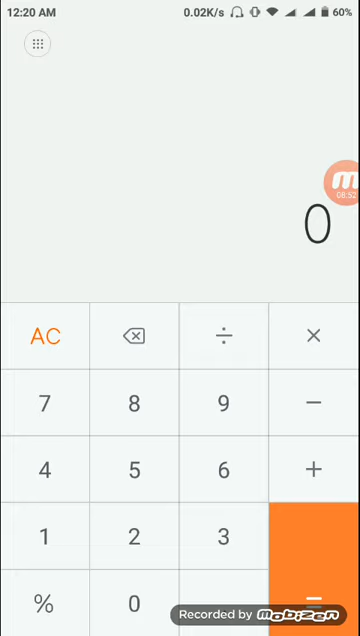 12:20 AM 0.02K/s 60%
m
08:52
0
AC ÷ ×
7 8 9 −
4 5 6 +
1 2 3
% 0 =
Recorded by mobizen